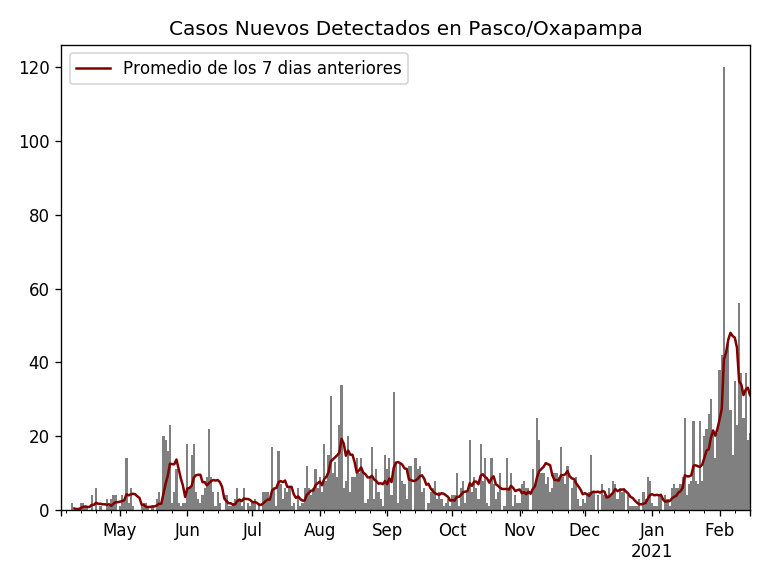 Casos Nuevos Detectados en Pasco/Oxapampa
Promedio de los 7 dias anteriores
120
100
80
60
40
20
0
May Jun Jul Aug Sep Oct Nov Dec Jan Feb
2021